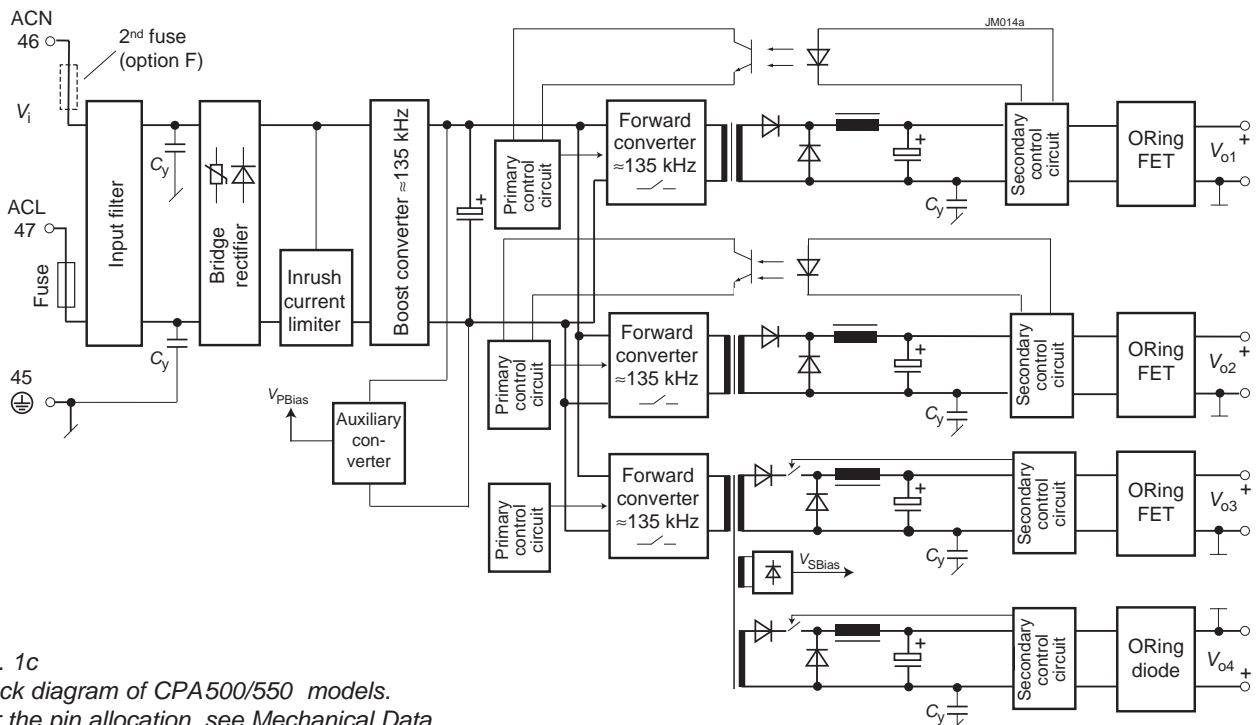 ACN
46
2nd fuse
(option F)
Vi
ACL
47
Fuse
45
Input filter
Cy
Cy
Bridge
rectifier
Inrush
current
limiter
Boost converter ≈135 kHz
+
VPBias
Auxiliary
con-
verter
JM014a
Primary
control
circuit
Forward
converter
≈135 kHz
+
Cy
Secondary
control
circuit
ORing
FET
+
Vo1
Primary
control
circuit
Forward
converter
≈135 kHz
+
Cy
Secondary
control
circuit
ORing
FET
+
Vo2
Primary
control
circuit
Forward
converter
≈135 kHz
+
Cy
Secondary
control
circuit
ORing
FET
Vo3
+
VSBias
+
Cy
Secondary
control
circuit
ORing
diode
Vo4
+
. 1c
ck diagram of CPA500/550 models.
r the pin allocation, see Mechanical Data